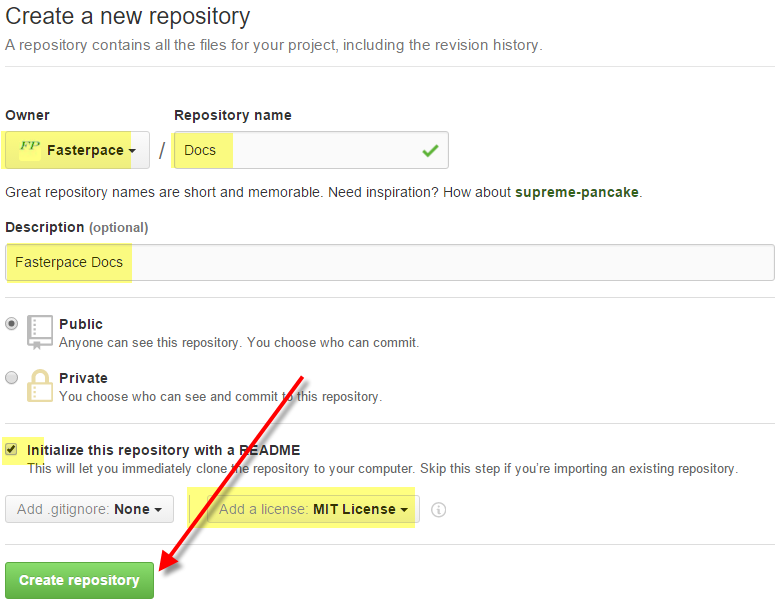 Create a new repository
A repository contains all the files for your project, including the revision history.
Owner
Repository name
FP Fasterpace / Docs
Great repository names are short and memorable. Need inspiration? How about supreme-pancake.
Description (optional)
Fasterpace Docs
Public
Anyone can see this repository. You choose who can commit.
Private
You choose who can see and commit to this repository.
Initialize this repository with a README
This will let you immediately clone the repository to your computer. Skip this step if you're importing an existing repository.
Add .gitignore: None Add a license: MIT License
Create repository